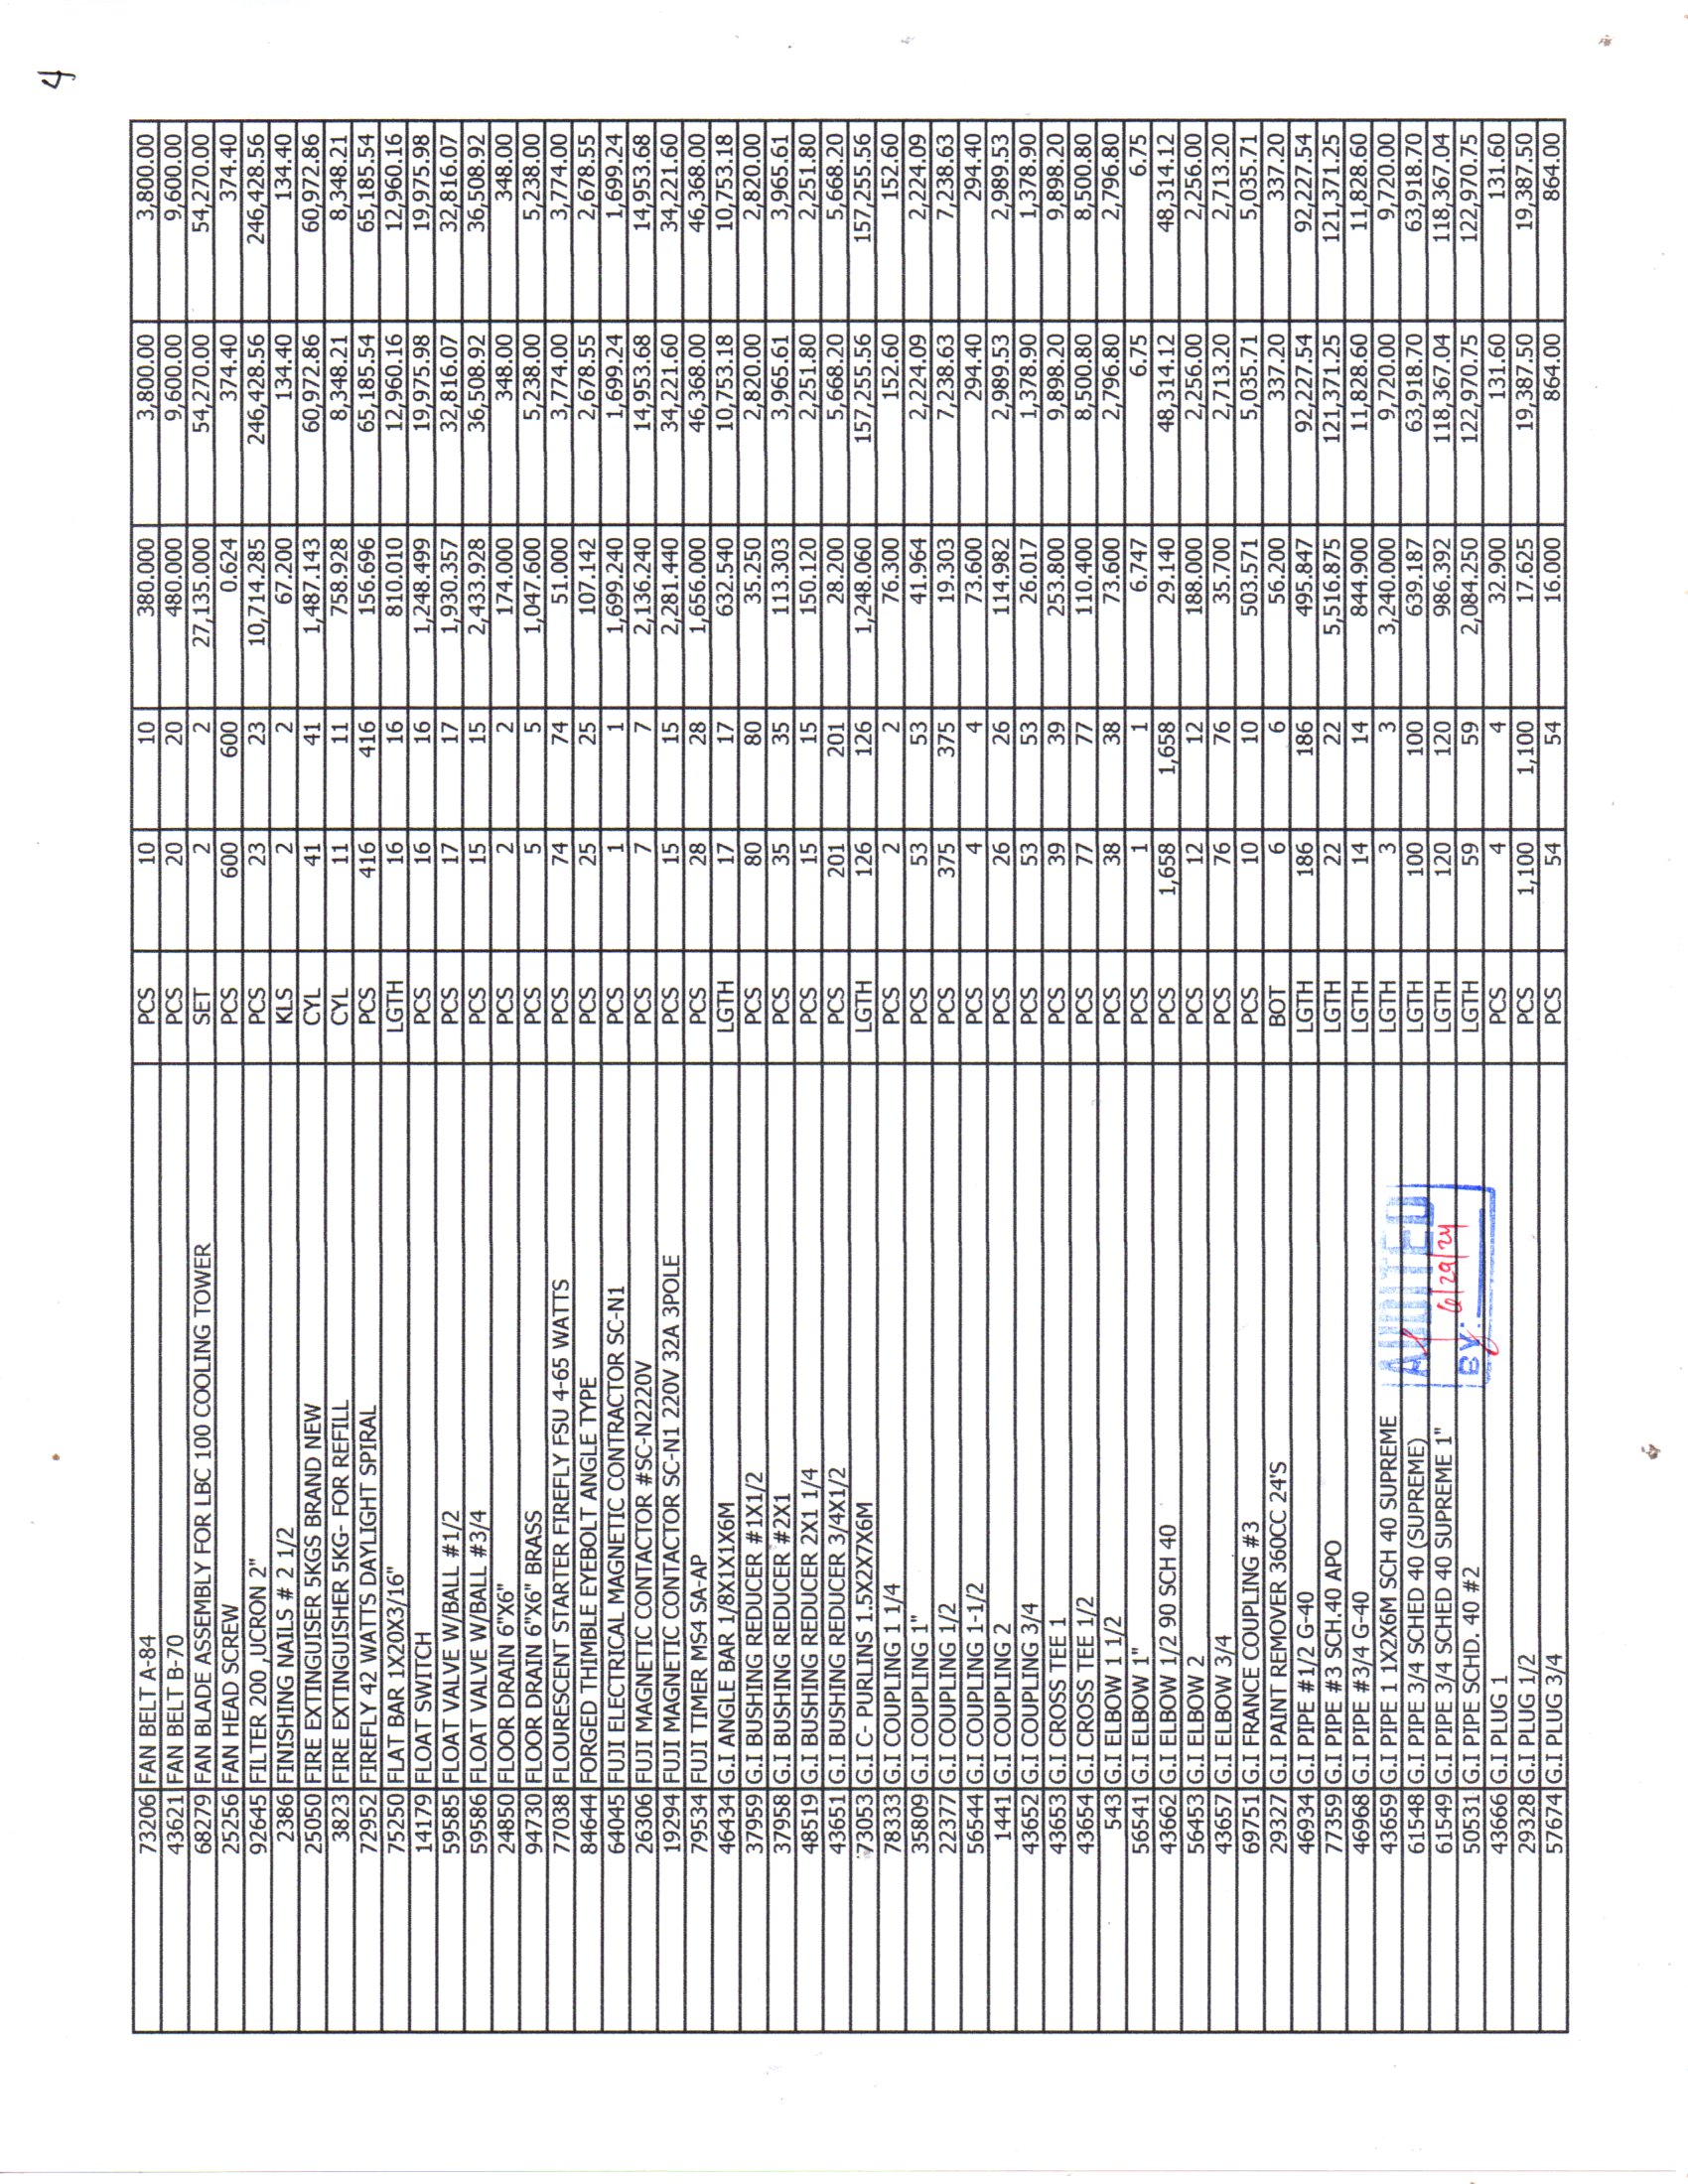 4
73206 FAN BELT A-84 PCS 10 10 380.000 3,800.00 3,800.00
43621 FAN BELT B-70 PCS 20 20 480.000 9,600.00 9,600.00
68279 FAN BLADE ASSEMBLY FOR LBC 100 COOLING TOWER SET 2 2 27,135.000 54,270.00 54,270.00
25256 FAN HEAD SCREW PCS 600 600 0.624 374.40 374.40
92645 FILTER 200 ,UCRON 2" PCS 23 23 10,714.285 246,428.56 246,428.56
2386 FINISHING NAILS # 2 1/2 KLS 2 2 67.200 134.40 134.40
25050 FIRE EXTINGUISER 5KGS BRAND NEW CYL 41 41 1,487.143 60,972.86 60,972.86
3823 FIRE EXTINGUISHER 5KG- FOR REFILL CYL 11 11 758.928 8,348.21 8,348.21
72952 FIREFLY 42 WATTS DAYLIGHT SPIRAL PCS 416 416 156.696 65,185.54 65,185.54
75250 FLAT BAR 1X20X3/16" LGTH 16 16 810.010 12,960.16 12,960.16
14179 FLOAT SWITCH PCS 16 16 1,248.499 19,975.98 19,975.98
59585 FLOAT VALVE W/BALL #1/2 PCS 17 17 1,930.357 32,816.07 32,816.07
59586 FLOAT VALVE W/BALL #3/4 PCS 15 15 2,433.928 36,508.92 36,508.92
24850 FLOOR DRAIN 6"X6" PCS 2 2 174.000 348.00 348.00
94730 FLOOR DRAIN 6"X6" BRASS PCS 5 5 1,047.600 5,238.00 5,238.00
77038 FLOURESCENT STARTER FIREFLY FSU 4-65 WATTS PCS 74 74 51.000 3,774.00 3,774.00
84644 FORGED THIMBLE EYEBOLT ANGLE TYPE PCS 25 25 107.142 2,678.55 2,678.55
64045 FUJI ELECTRICAL MAGNETIC CONTRACTOR SC-N1 PCS 1 1 1,699.240 1,699.24 1,699.24
26306 FUJI MAGNETIC CONTACTOR #SC-N2220V PCS 7 7 2,136.240 14,953.68 14,953.68
19294 FUJI MAGNETIC CONTACTOR SC-N1 220V 32A 3POLE PCS 15 15 2,281.440 34,221.60 34,221.60
79534 FUJI TIMER MS4 SA-AP PCS 28 28 1,656.000 46,368.00 46,368.00
46434 G.I ANGLE BAR 1/8X1X1X6M LGTH 17 17 632.540 10,753.18 10,753.18
37959 G.I BUSHING REDUCER #1X1/2 PCS 80 80 35.250 2,820.00 2,820.00
37958 G.I BUSHING REDUCER #2X1 PCS 35 35 113.303 3,965.61 3,965.61
48519 G.I BUSHING REDUCER 2X1 1/4 PCS 15 15 150.120 2,251.80 2,251.80
43651 G.I BUSHING REDUCER 3/4X1/2 PCS 201 201 28.200 5,668.20 5,668.20
73053 G.I C- PURLINS 1.5X2X7X6M LGTH 126 126 1,248.060 157,255.56 157,255.56
78333 G.I COUPLING 1 1/4 PCS 2 2 76.300 152.60 152.60
35809 G.I COUPLING 1" PCS 53 53 41.964 2,224.09 2,224.09
22377 G.I COUPLING 1/2 PCS 375 375 19.303 7,238.63 7,238.63
56544 G.I COUPLING 1-1/2 PCS 4 4 73.600 294.40 294.40
1441 G.I COUPLING 2 PCS 26 26 114.982 2,989.53 2,989.53
43652 G.I COUPLING 3/4 PCS 53 53 26.017 1,378.90 1,378.90
43653 G.I CROSS TEE 1 PCS 39 39 253.800 9,898.20 9,898.20
43654 G.I CROSS TEE 1/2 PCS 77 77 110.400 8,500.80 8,500.80
543 G.I ELBOW 1 1/2 PCS 38 38 73.600 2,796.80 2,796.80
56541 G.I ELBOW 1" PCS 1 1 6.747 6.75 6.75
43662 G.I ELBOW 1/2 90 SCH 40 PCS 1,658 1,658 29.140 48,314.12 48,314.12
56453 G.I ELBOW 2 PCS 12 12 188.000 2,256.00 2,256.00
43657 G.I ELBOW 3/4 PCS 76 76 35.700 2,713.20 2,713.20
69751 G.I FRANCE COUPLING #3 PCS 10 10 503.571 5,035.71 5,035.71
29327 G.I PAINT REMOVER 360CC 24'S BOT 6 6 56.200 337.20 337.20
46934 G.I PIPE #1/2 G-40 LGTH 186 186 495.847 92,227.54 92,227.54
77359 G.I PIPE #3 SCH.40 APO LGTH 22 22 5,516.875 121,371.25 121,371.25
46968 G.I PIPE #3/4 G-40 LGTH 14 14 844.900 11,828.60 11,828.60
43659 G.I PIPE 1 1X2X6M SCH 40 SUPREME LGTH 3 3 3,240.000 9,720.00 9,720.00
61548 G.I PIPE 3/4 SCHED 40 (SUPREME) LGTH 100 100 639.187 63,918.70 63,918.70
61549 G.I PIPE 3/4 SCHED 40 SUPREME 1" LGTH 120 120 986.392 118,367.04 118,367.04
50531 G.I PIPE SCHD. 40 #2 LGTH 59 59 2,084.250 122,970.75 122,970.75
43666 G.I PLUG 1 PCS 4 4 32.900 131.60 131.60
29328 G.I PLUG 1/2 PCS 1,100 1,100 17.625 19,387.50 19,387.50
57674 G.I PLUG 3/4 PCS 54 54 16.000 864.00 864.00
AUDITED
6/29/24
BY: